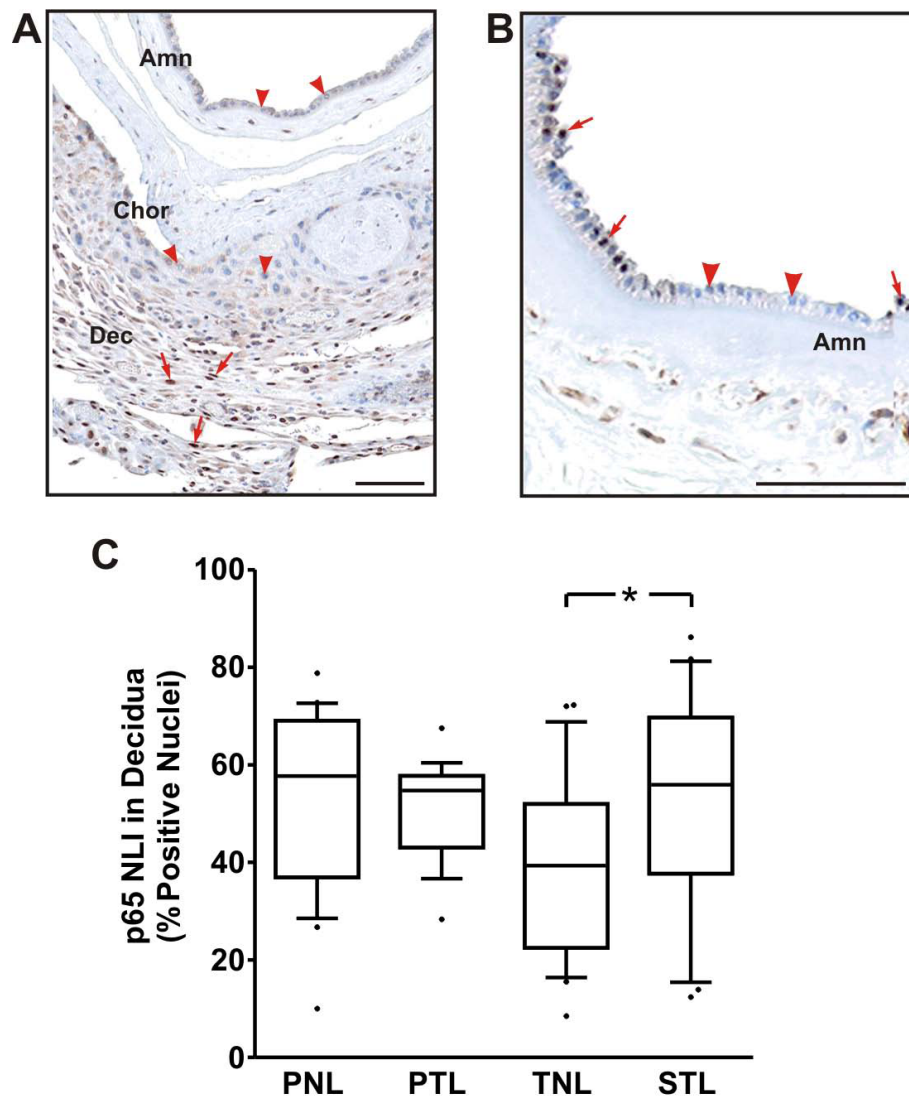 A
Amn
Chor
Dec
B
Amn
C
p65 NLI in Decidua
(% Positive Nuclei)
100
80
60
40
20
0
*
PNL
PTL
TNL
STL